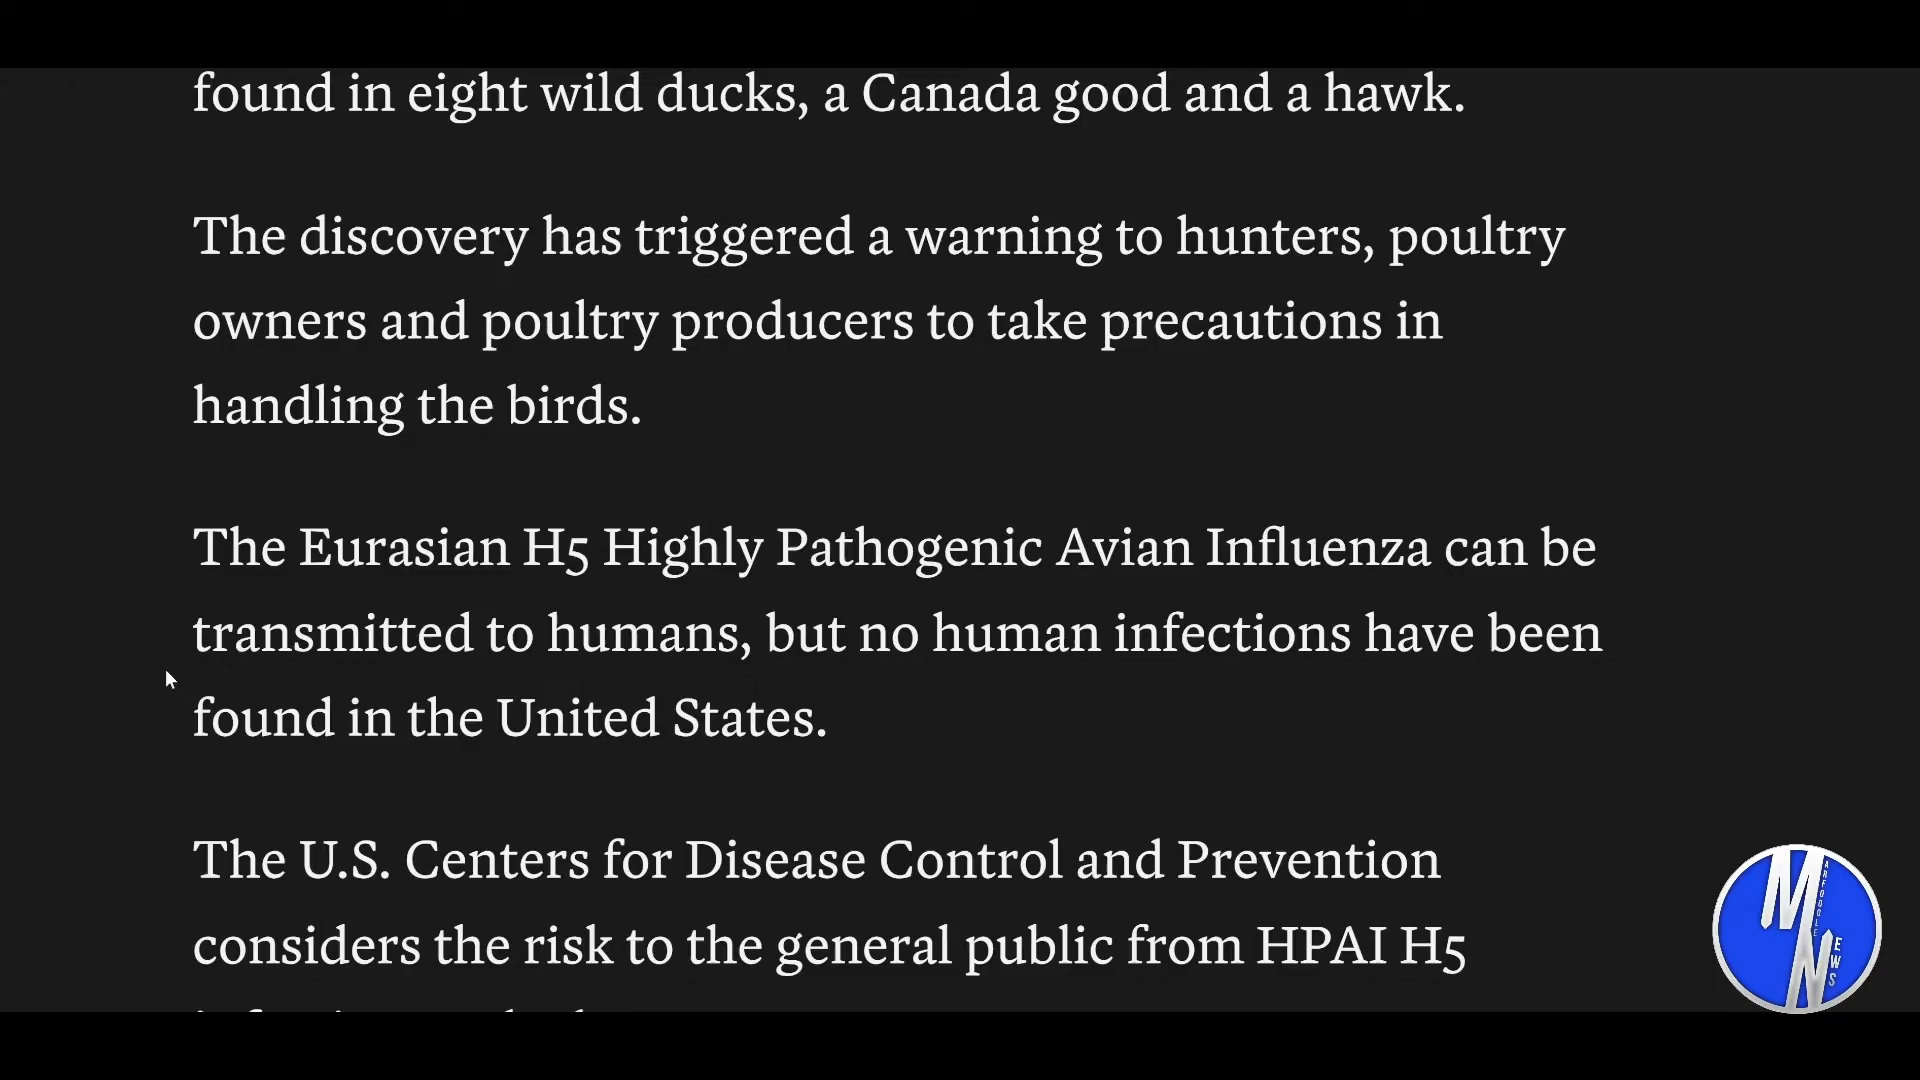 found in eight wild ducks, a Canada good and a hawk.
The discovery has triggered a warning to hunters, poultry
owners and poultry producers to take precautions in
handling the birds.
The Eurasian H5 Highly Pathogenic Avian Influenza can be
transmitted to humans, but no human infections have been
found in the United States.
The U.S. Centers for Disease Control and Prevention
considers the risk to the general public from HPAI H5
MARFOOGLE
NEWS